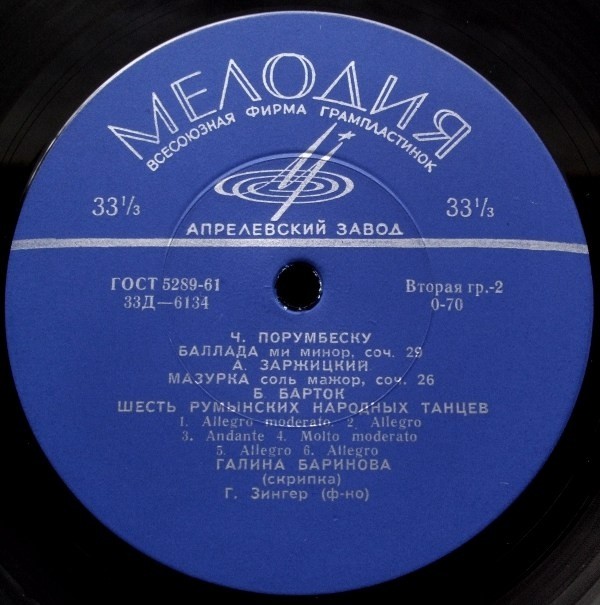 МЕЛОДИЯ
ВСЕСОЮЗНАЯ ФИРМА ГРАМПЛАСТИНОК
33⅓ 33⅓
АПРЕЛЕВСКИЙ ЗАВОД
ГОСТ 5289-61 Вторая гр.-2
33Д—6134 0-70
Ч. ПОРУМБЕСКУ
БАЛЛАДА ми минор, соч. 29
А. ЗАРЖИЦКИЙ
МАЗУРКА соль мажор, соч. 26
Б. БАРТОК
ШЕСТЬ РУМЫНСКИХ НАРОДНЫХ ТАНЦЕВ
1. Allegro moderato. 2. Allegro
3. Andante 4. Molto moderato
5. Allegro 6. Allegro
ГАЛИНА БАРИНОВА
(скрипка)
Г. Зингер (ф-но)